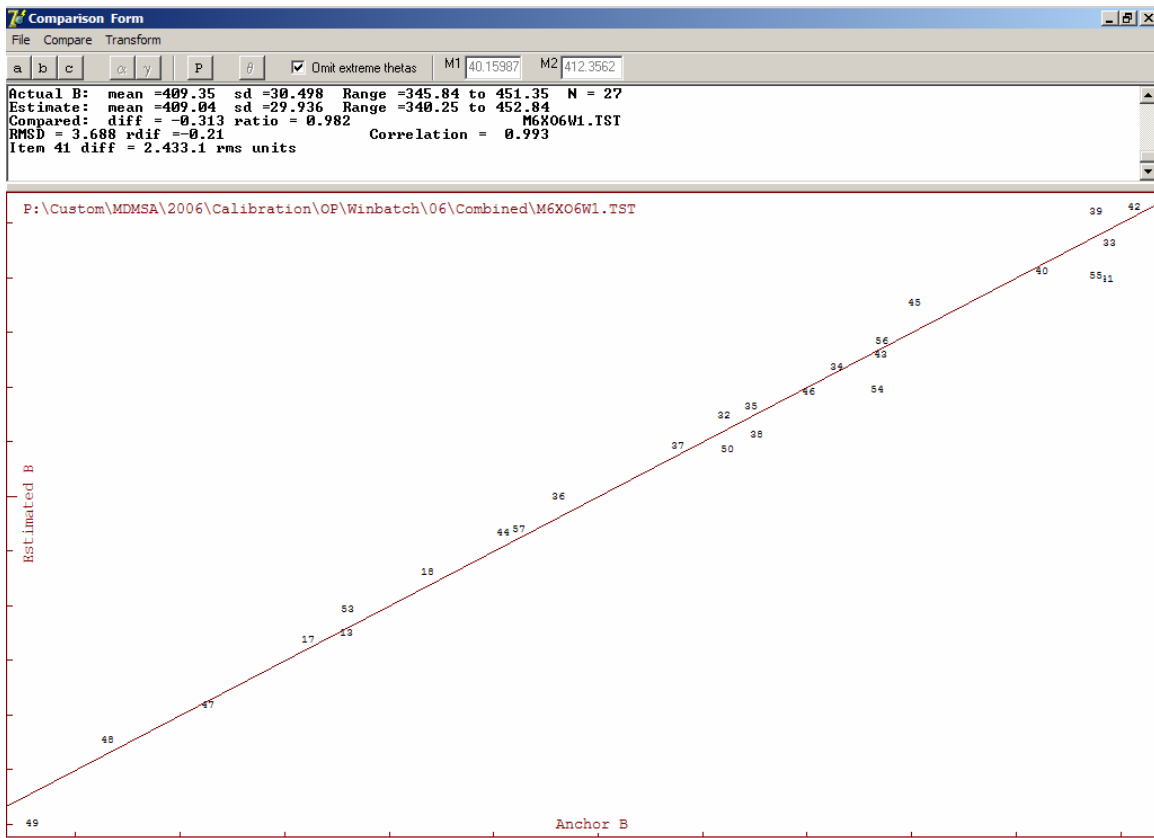 Comparison Form
File Compare Transform
a b c α γ P θ Omit extreme thetas M1 40.15987 M2 412.3562
Actual B: mean =409.35 sd =30.498 Range =345.84 to 451.35 N = 27
Estimate: mean =409.04 sd =29.936 Range =340.25 to 452.84
Compared: diff = -0.313 ratio = 0.982 M6XO6W1.TST
RMSD = 3.688 rdif =-0.21 Correlation = 0.993
Item 41 diff = 2.433.1 rms units
P:\Custom\MDMSA\2006\Calibration\OP\Winbatch\06\Combined\M6XO6W1.TST
39 42
33
40 55
45
56
43
34
54
46
35
32
38
37 50
36
44 57
18
53
17 13
47
48
49
Estimated B
Anchor B